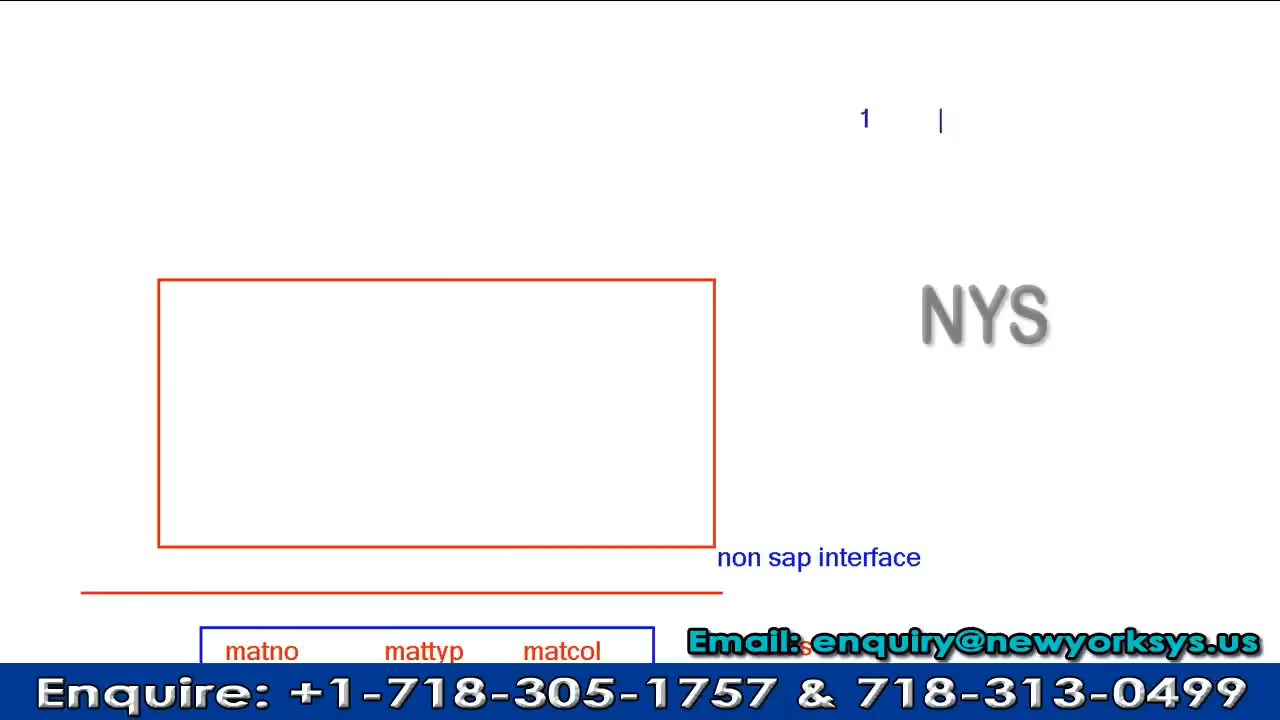 1 |
NYS
non sap interface
matno mattyp matcol
Email: enquiry@newyorksys.us
Enquire: +1-718-305-1757 & 718-313-0499